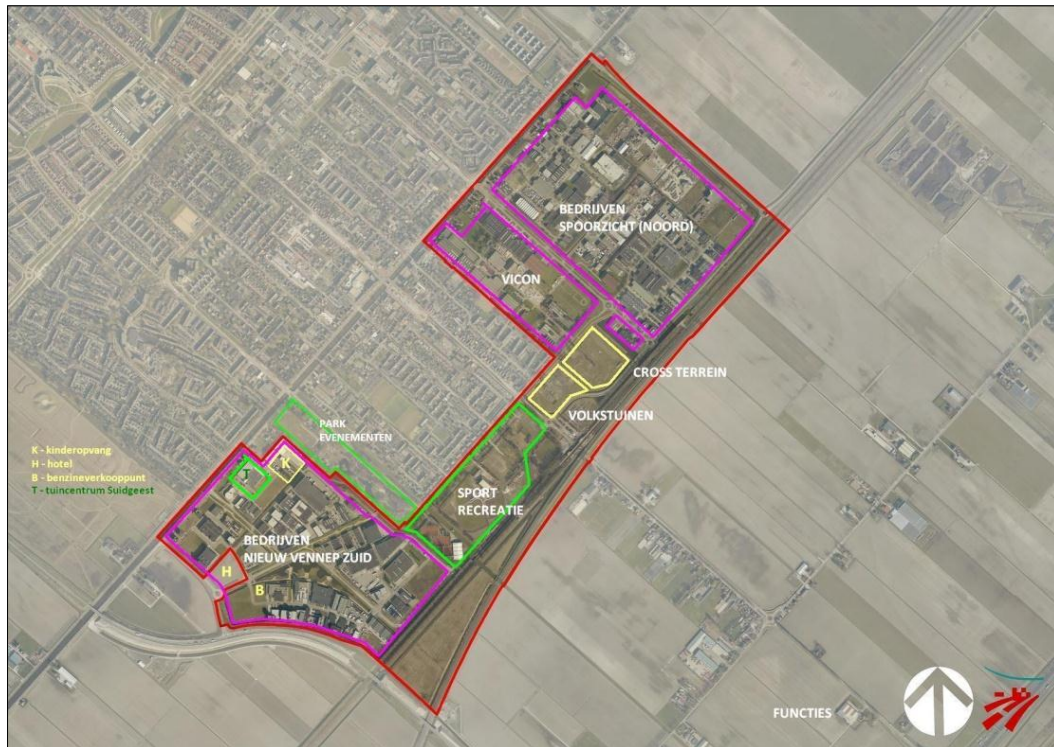 BEDRIJVEN
SPOORZICHT (NOORD)
VICON
CROSS TERREIN
VOLKSTUINEN
PARK
EVENEMENTEN
K - kinderopvang
H - hotel
B - benzineverkooppunt
T - tuincentrum Suidgeest
T
K
SPORT
RECREATIE
BEDRIJVEN
NIEUW VENNEP ZUID
H
B
FUNCTIES